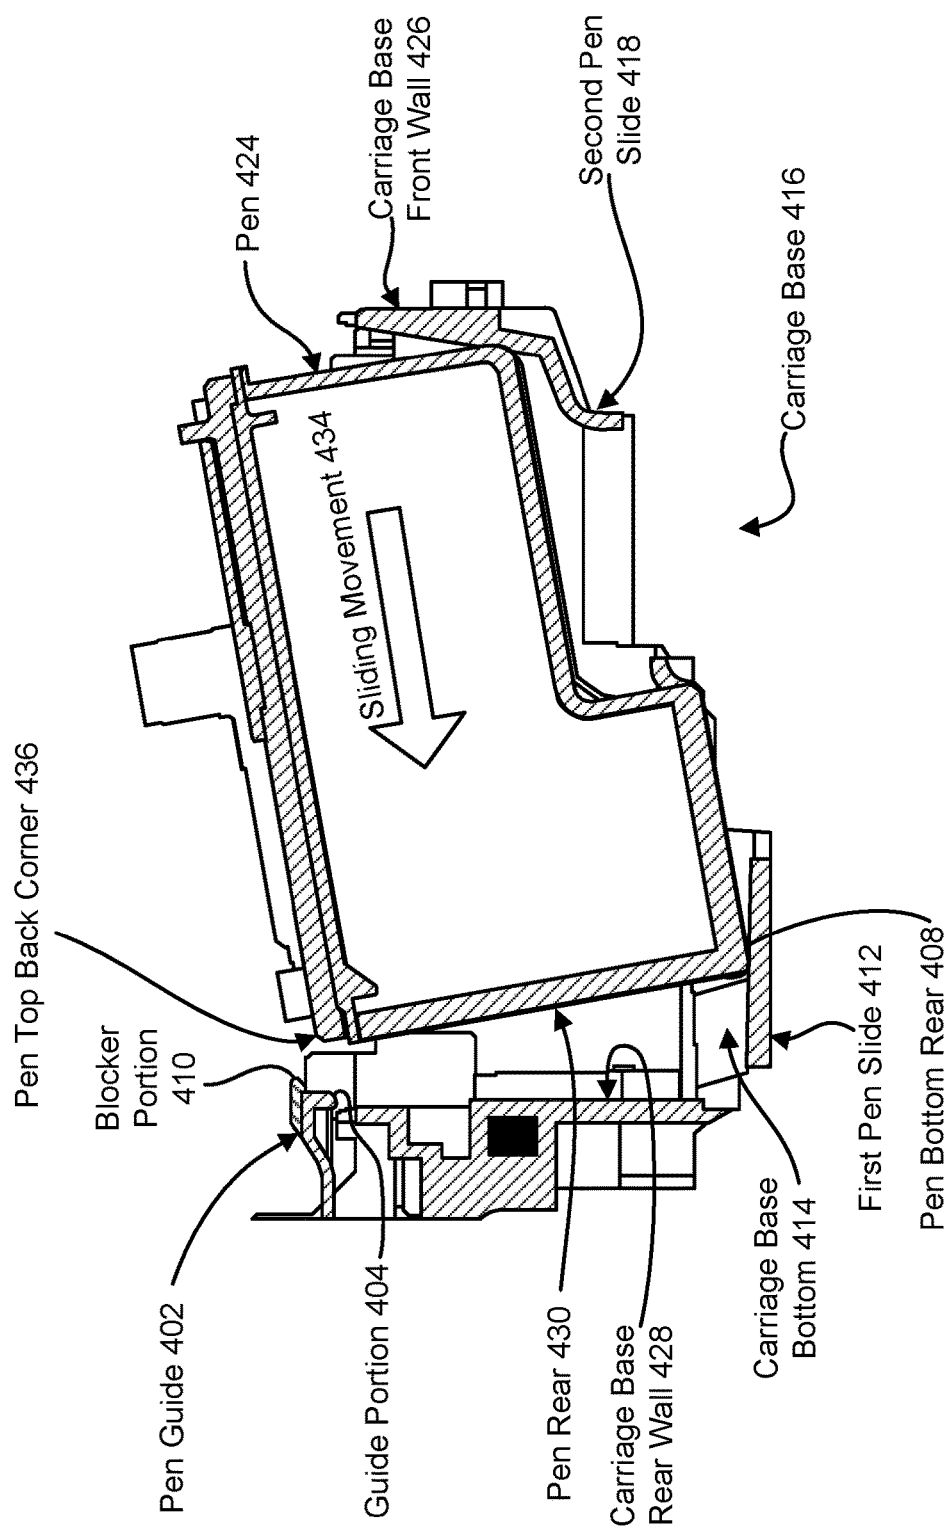 Pen Top Back Corner 436
Blocker
Portion
410
Pen Guide 402
Guide Portion 404
Pen Rear 430
Carriage Base
Rear Wall 428
Carriage Base
Bottom 414
First Pen Slide 412
Pen Bottom Rear 408
Sliding Movement 434
Pen 424
Carriage Base
Front Wall 426
Second Pen
Slide 418
Carriage Base 416